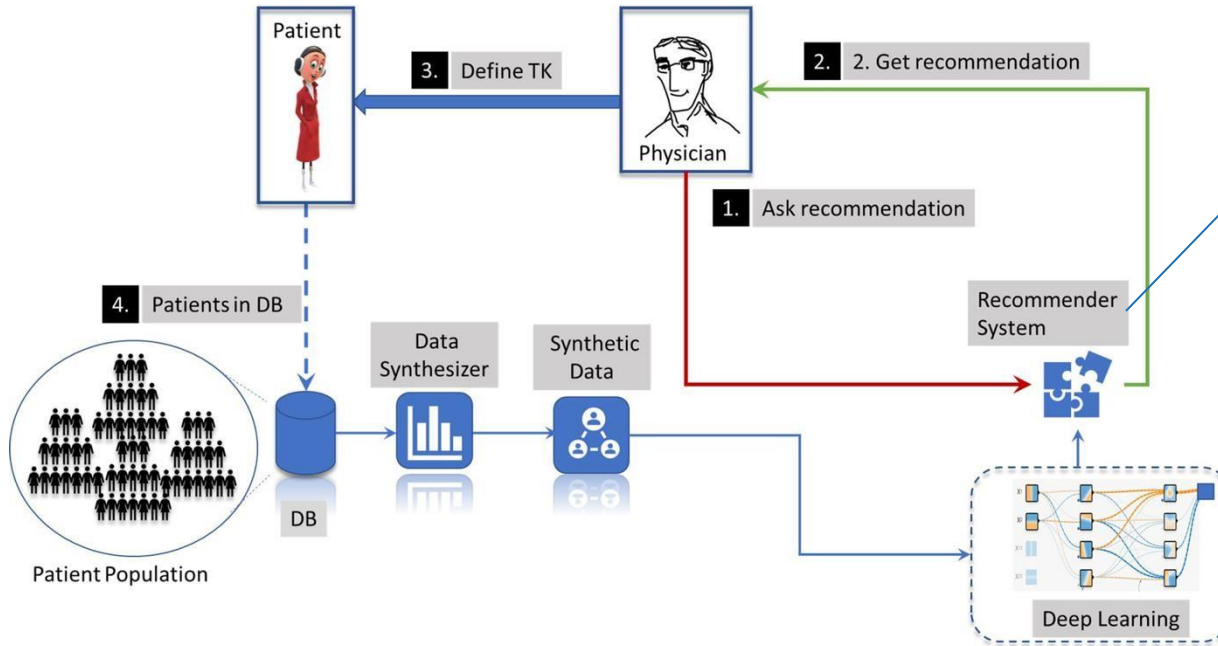 Patient
3. Define TK
Physician
2. 2. Get recommendation
1. Ask recommendation
4. Patients in DB
Data
Synthesizer
Synthetic
Data
Recommender
System
DB
Patient Population
Deep Learning